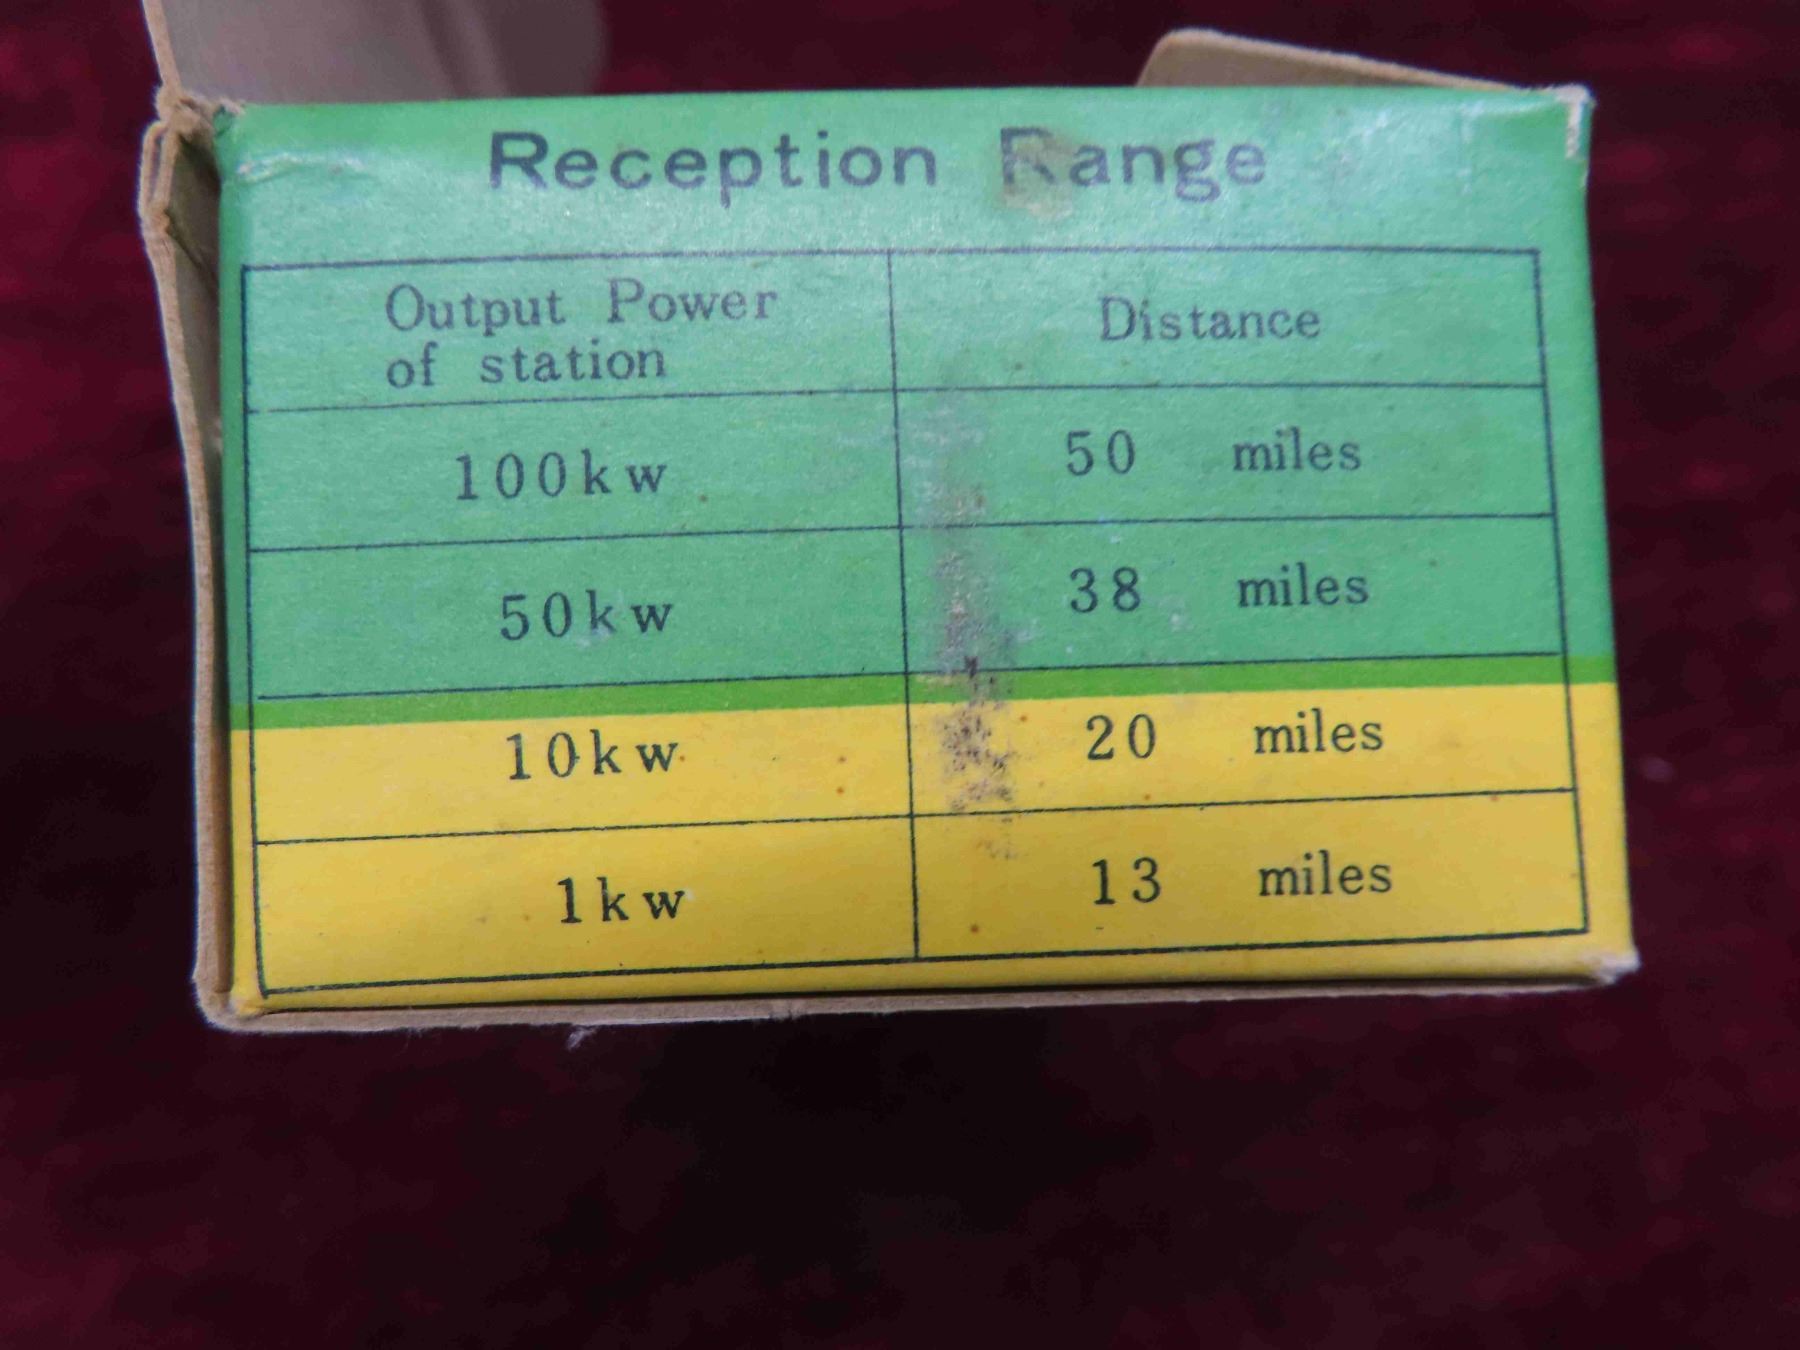 Reception Range
Output Power Distance
of station
100kw 50 miles
50kw 38 miles
10kw 20 miles
1kw 13 miles